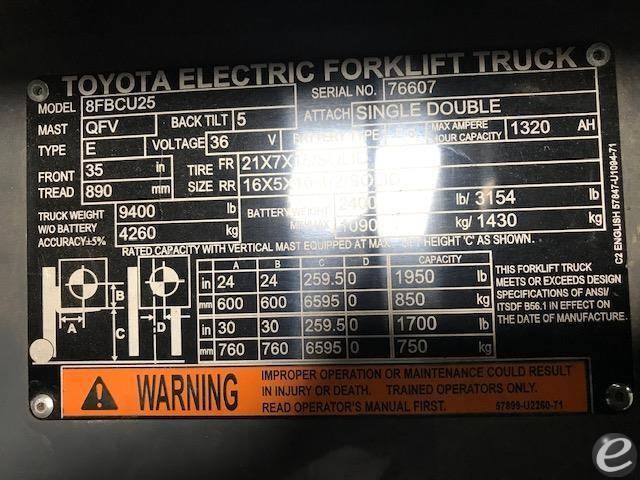 TOYOTA ELECTRIC FORKLIFT TRUCK
MODEL 8FBCU25 SERIAL NO. 76607
MAST QFV BACK TILT 5 ATTACH SINGLE DOUBLE
TYPE E VOLTAGE 36 V BATTERY TYPE MAX AMPERE HOUR CAPACITY 1320 AH
FRONT TREAD 35 in TIRE SIZE FR 21X7X
890 mm RR 16X5X
TRUCK WEIGHT W/O BATTERY ACCURACY±5% 9400 lb BATTERY WEIGHT lb/ 3154
4260 kg 1090 kg/ 1430 kg
RATED CAPACITY WITH VERTICAL MAST EQUIPPED AT MAX HEIGHT 'C' AS SHOWN.
A B C D CAPACITY
in 24 24 259.5 0 1950 lb
mm 600 600 6595 0 850 kg
in 30 30 259.5 0 1700 lb
mm 760 760 6595 0 750 kg
A B C D
THIS FORKLIFT TRUCK
MEETS OR EXCEEDS DESIGN
SPECIFICATIONS OF ANSI/
ITSDF B56.1 IN EFFECT ON
THE DATE OF MANUFACTURE.
C2 ENGLISH 57847-U1094-71
WARNING
IMPROPER OPERATION OR MAINTENANCE COULD RESULT
IN INJURY OR DEATH. TRAINED OPERATORS ONLY.
READ OPERATOR'S MANUAL FIRST. 57899-U2260-71
e